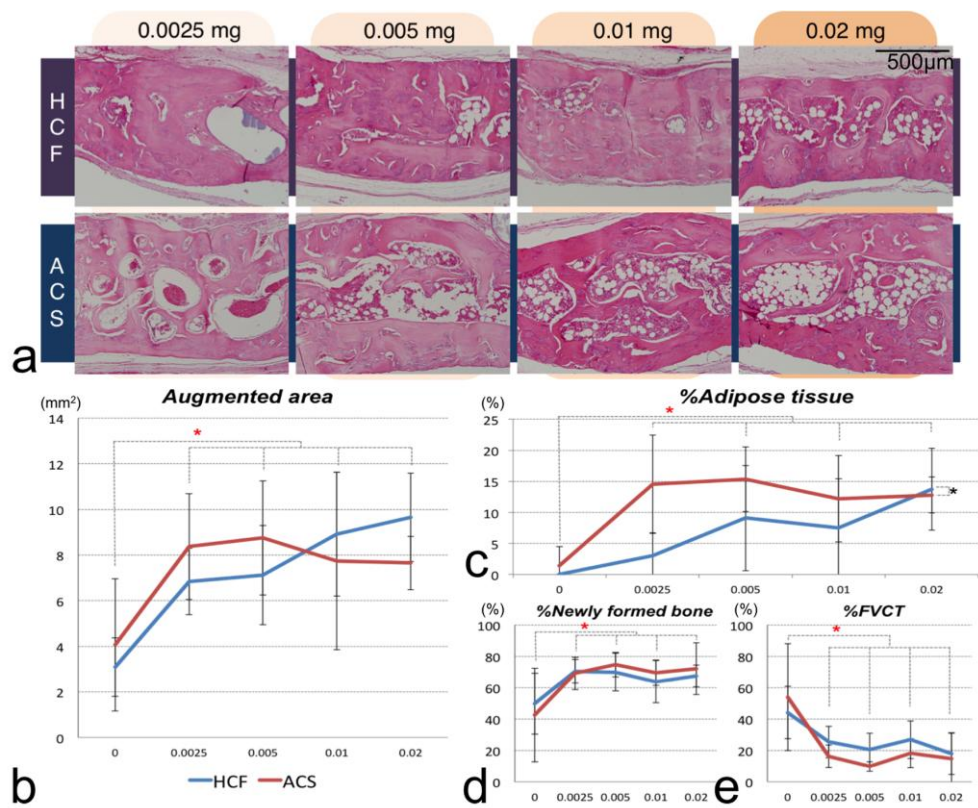 0.0025 mg 0.005 mg 0.01 mg 0.02 mg
500μm
H
C
F
A
C
S
a
Augmented area
(mm²)
*
14
12
10
8
6
4
2
0
0 0.0025 0.005 0.01 0.02
HCF ACS
b
%Adipose tissue
(%)
*
25
20
15
10
5
0
*
0 0.0025 0.005 0.01 0.02
c
%Newly formed bone
(%)
*
100
80
60
40
20
0
0 0.0025 0.005 0.01 0.02
d
%FVCT
(%)
*
100
80
60
40
20
0
0 0.0025 0.005 0.01 0.02
e